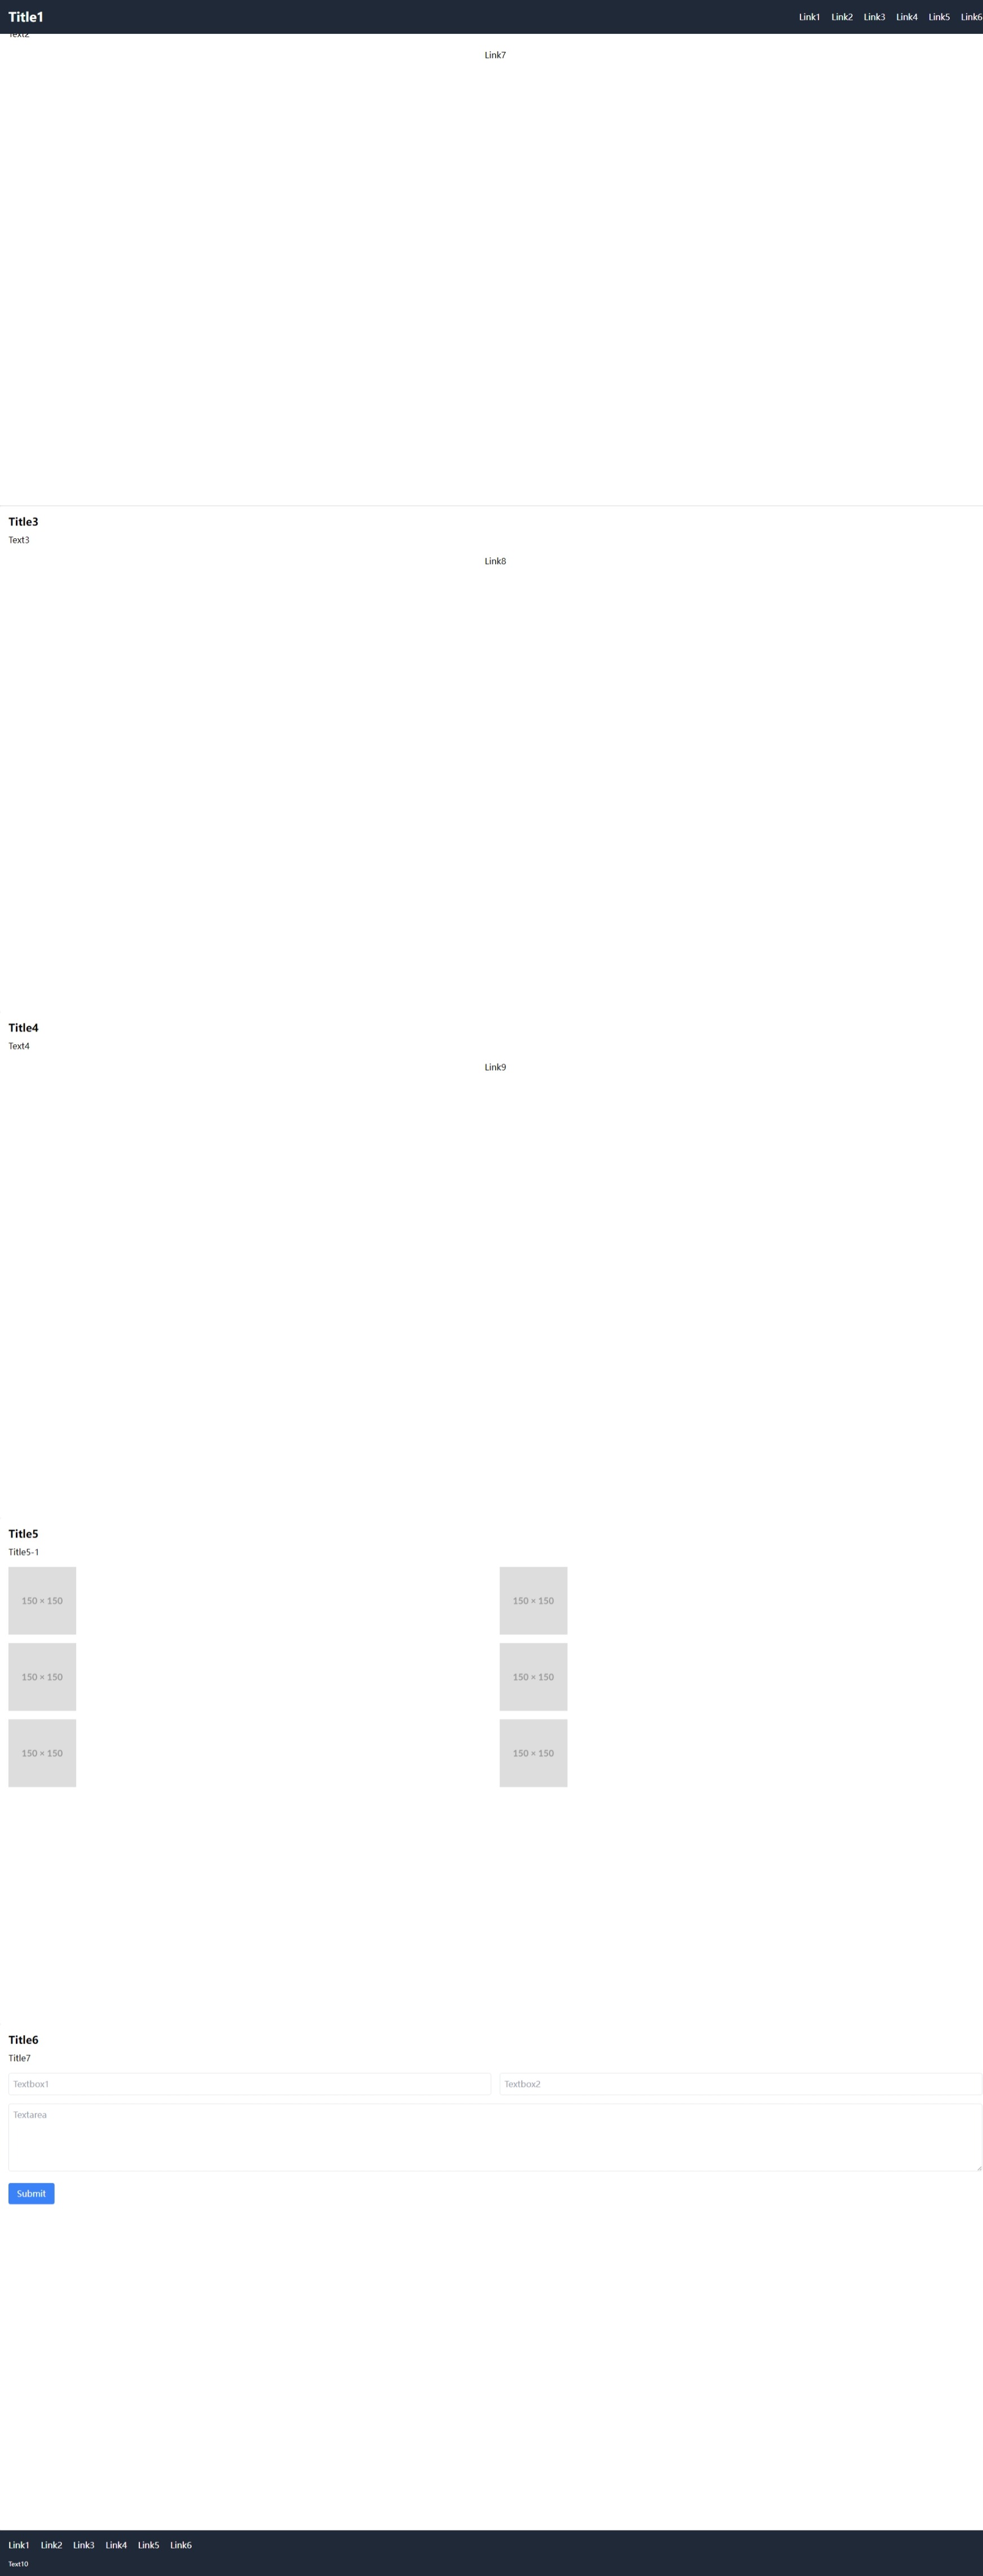 Title1 Link1 Link2 Link3 Link4 Link5 Link6
Text2
Link7
Title3
Text3
Link8
Title4
Text4
Link9
Title5
Title5-1
150 × 150 150 × 150
150 × 150 150 × 150
150 × 150 150 × 150
Title6
Title7
Textbox1 Textbox2
Textarea
Submit
Link1 Link2 Link3 Link4 Link5 Link6
Text10